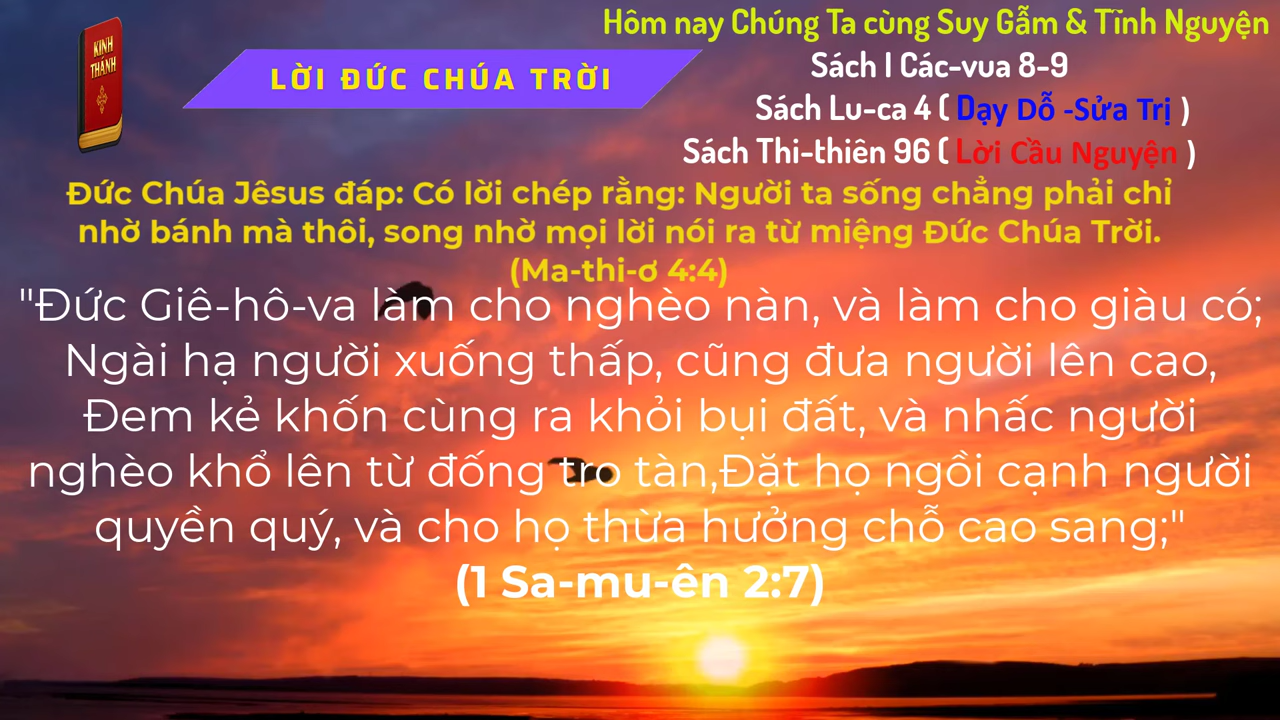 KINH
THÁNH
LỜI ĐỨC CHÚA TRỜI
Hôm nay Chúng Ta cùng Suy Gẫm & Tĩnh Nguyện
Sách I Các-vua 8-9
Sách Lu-ca 4 ( Dạy Dỗ -Sửa Trị )
Sách Thi-thiên 96 ( Lời Cầu Nguyện )
Đức Chúa Jêsus đáp: Có lời chép rằng: Người ta sống chẳng phải chỉ
nhờ bánh mà thôi, song nhờ mọi lời nói ra từ miệng Đức Chúa Trời.
(Ma-thi-ơ 4:4)
"Đức Giê-hô-va làm cho nghèo nàn, và làm cho giàu có;
Ngài hạ người xuống thấp, cũng đưa người lên cao,
Đem kẻ khốn cùng ra khỏi bụi đất, và nhấc người
nghèo khổ lên từ đống tro tàn,Đặt họ ngồi cạnh người
quyền quý, và cho họ thừa hưởng chỗ cao sang;"
(1 Sa-mu-ên 2:7)